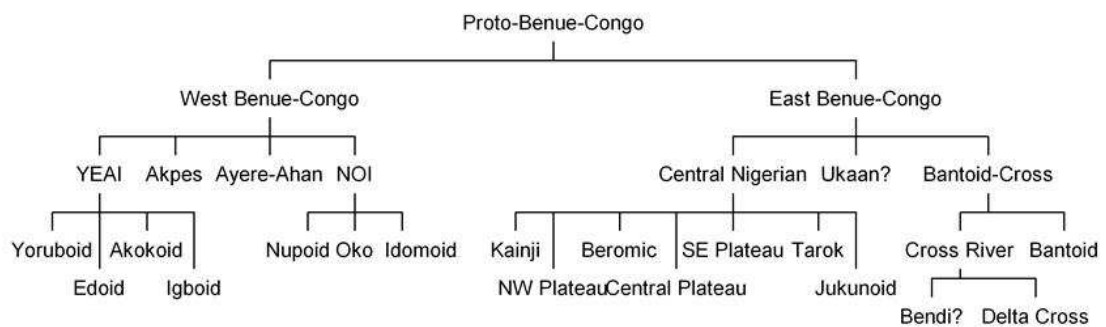 Proto-Benue-Congo
West Benue-Congo East Benue-Congo
YEAI Akpes Ayere-Ahan NOI Central Nigerian Ukaan? Bantoid-Cross
Yoruboid Akokoid Nupoid Oko Idomoid Kainji Beromic SE Plateau Tarok Cross River Bantoid
Edoid Igboid NW Plateau Central Plateau Jukunoid
Bendi? Delta Cross